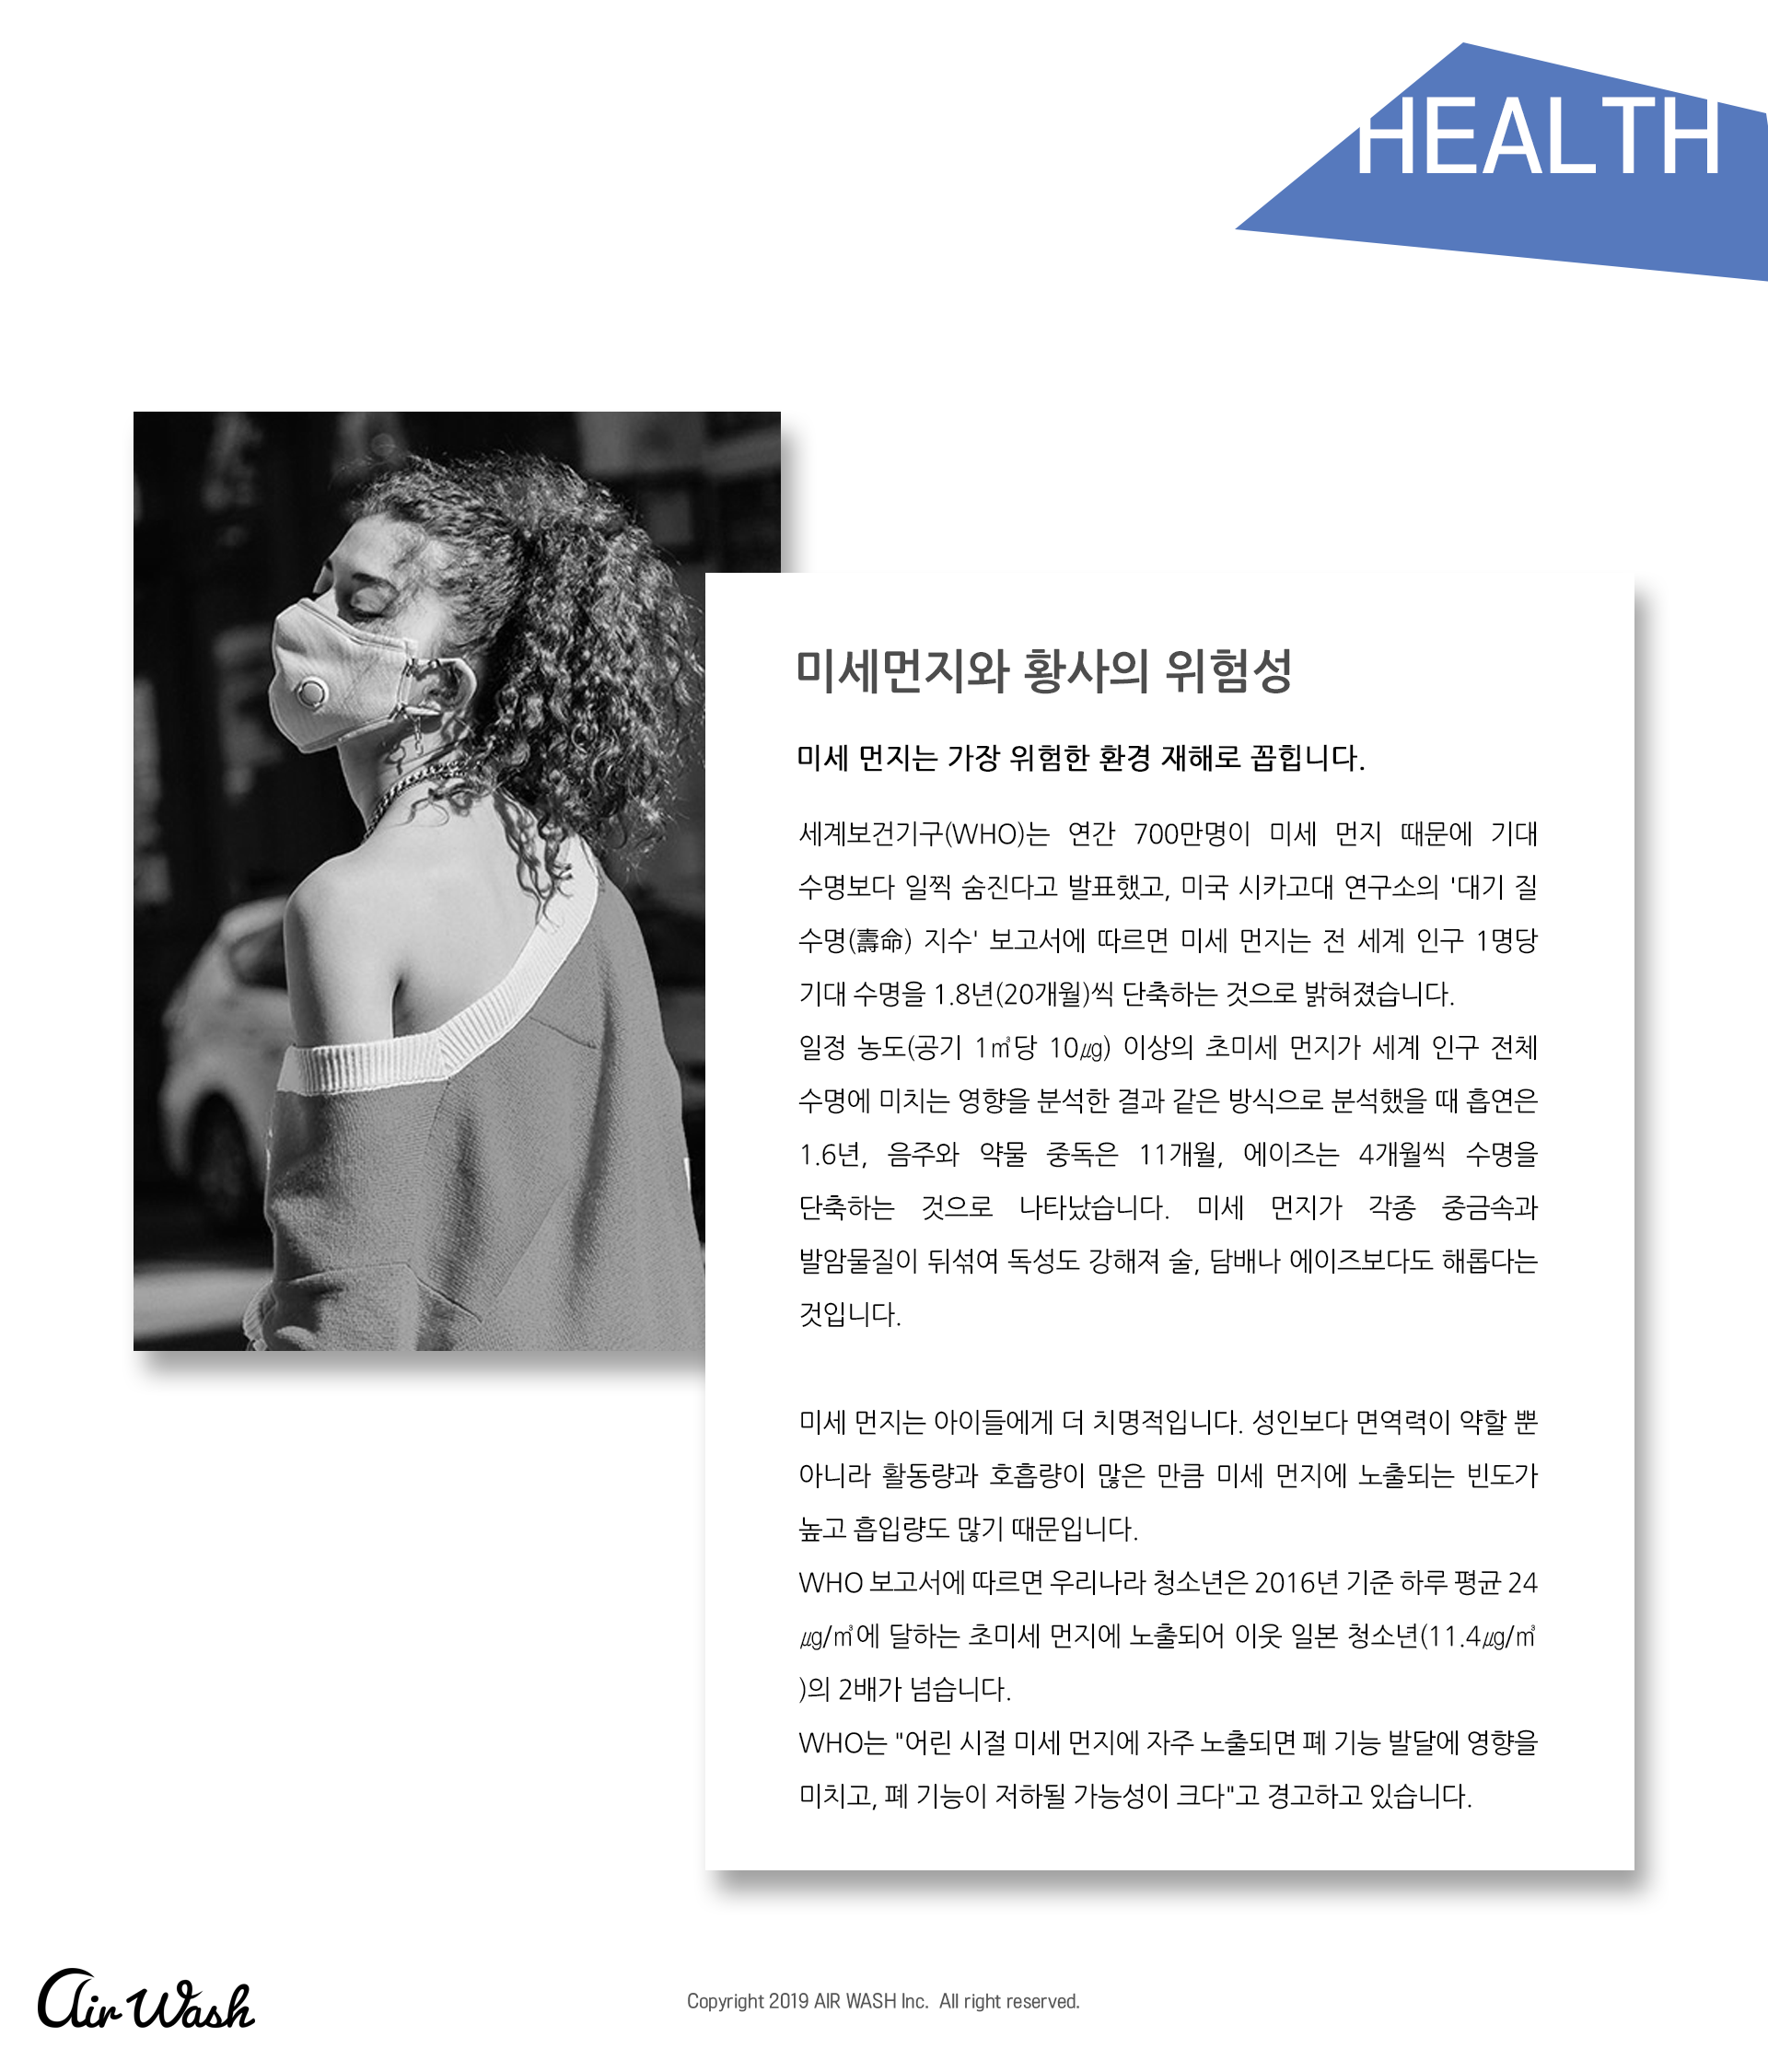 HEALTH
미세먼지와 황사의 위험성
미세 먼지는 가장 위험한 환경 재해로 꼽힙니다.
세계보건기구(WHO)는 연간 700만명이 미세 먼지 때문에 기대
수명보다 일찍 숨진다고 발표했고, 미국 시카고대 연구소의 '대기 질
수명(壽命) 지수' 보고서에 따르면 미세 먼지는 전 세계 인구 1명당
기대 수명을 1.8년(20개월)씩 단축하는 것으로 밝혀졌습니다.
일정 농도(공기 1㎥당 10㎍) 이상의 초미세 먼지가 세계 인구 전체
수명에 미치는 영향을 분석한 결과 같은 방식으로 분석했을 때 흡연은
1.6년, 음주와 약물 중독은 11개월, 에이즈는 4개월씩 수명을
단축하는 것으로 나타났습니다. 미세 먼지가 각종 중금속과
발암물질이 뒤섞여 독성도 강해져 술, 담배나 에이즈보다도 해롭다는
것입니다.
미세 먼지는 아이들에게 더 치명적입니다. 성인보다 면역력이 약할 뿐
아니라 활동량과 호흡량이 많은 만큼 미세 먼지에 노출되는 빈도가
높고 흡입량도 많기 때문입니다.
WHO 보고서에 따르면 우리나라 청소년은 2016년 기준 하루 평균 24
㎍/㎥에 달하는 초미세 먼지에 노출되어 이웃 일본 청소년(11.4㎍/㎥
)의 2배가 넘습니다.
WHO는 "어린 시절 미세 먼지에 자주 노출되면 폐 기능 발달에 영향을
미치고, 폐 기능이 저하될 가능성이 크다"고 경고하고 있습니다.
Air Wash
Copyright 2019 AIR WASH Inc. All right reserved.